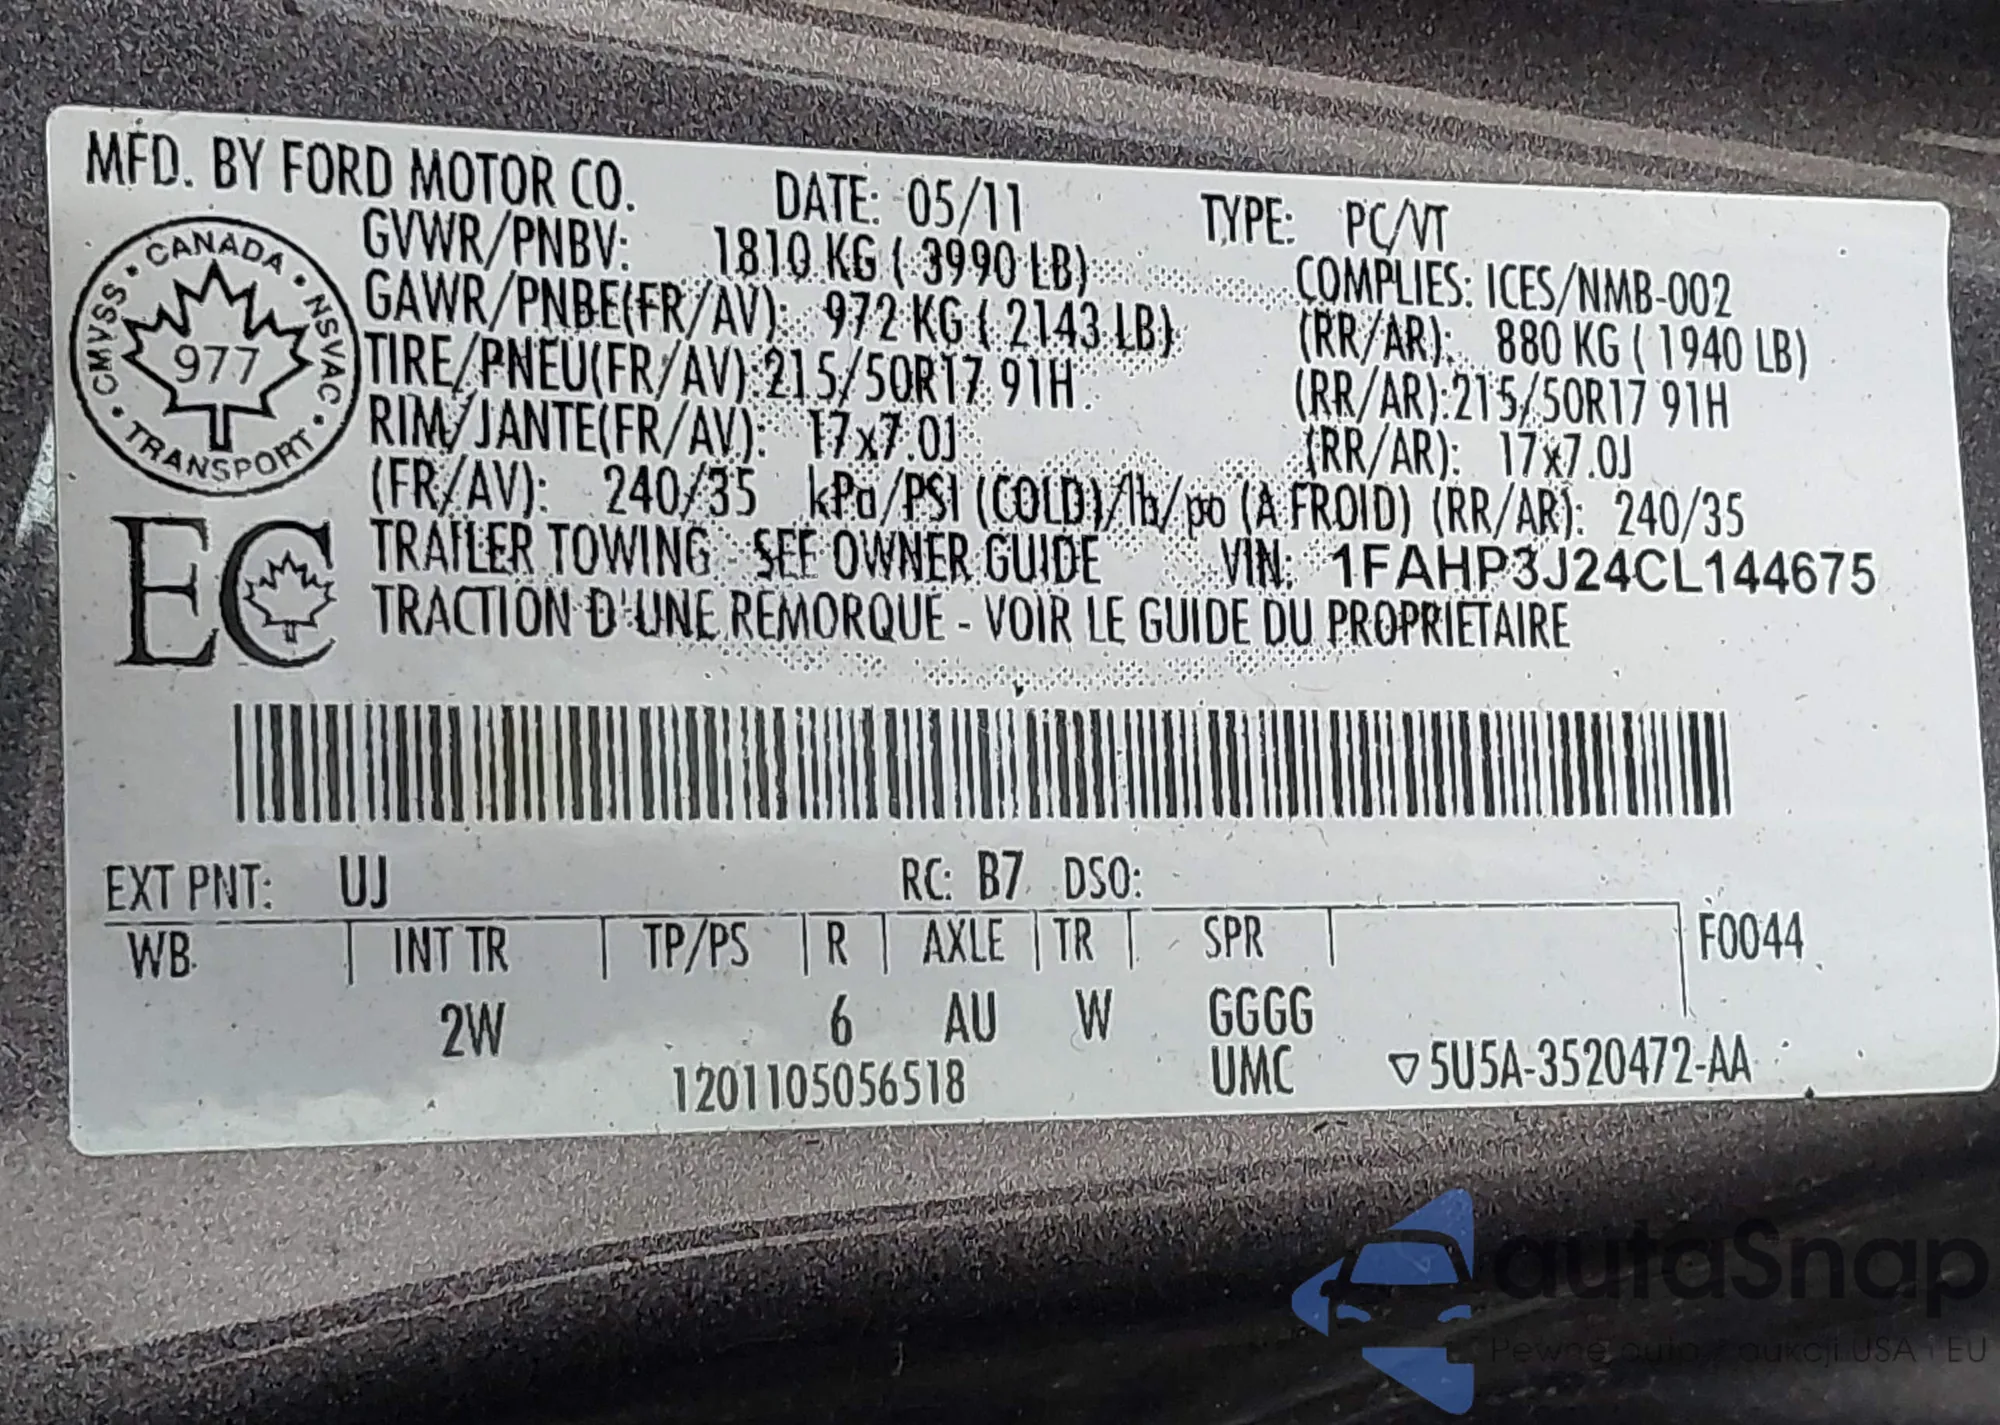 MFD. BY FORD MOTOR CO. DATE: 05/11 TYPE: PC/VT
GVWR/PNBV: 1810 KG ( 3990 LB) COMPLIES: ICES/NMB-002
GAWR/PNBE(FR/AV): 972 KG ( 2143 LB) (RR/AR): 880 KG ( 1940 LB)
TIRE/PNEU(FR/AV):215/50R17 91H (RR/AR):215/50R17 91H
RIM/JANTE(FR/AV): 17x7.0J (RR/AR): 17x7.0J
(FR/AV): 240/35 kPa/PSI (COLD)/lb/po (A FROID) (RR/AR): 240/35
TRAILER TOWING - SEE OWNER GUIDE VIN: 1FAHP3J24CL144675
TRACTION D'UNE REMORQUE - VOIR LE GUIDE DU PROPRIETAIRE
CANADA · NSVAC · TRANSPORT · CMVSS
977
EC
EXT PNT: UJ RC: B7 DSO:
WB INT TR TP/PS R AXLE TR SPR F0044
2W 6 AU W GGGG
1201105056518 UMC 5U5A-3520472-AA
autoSnap
Pewne auta z aukcji USA i EU